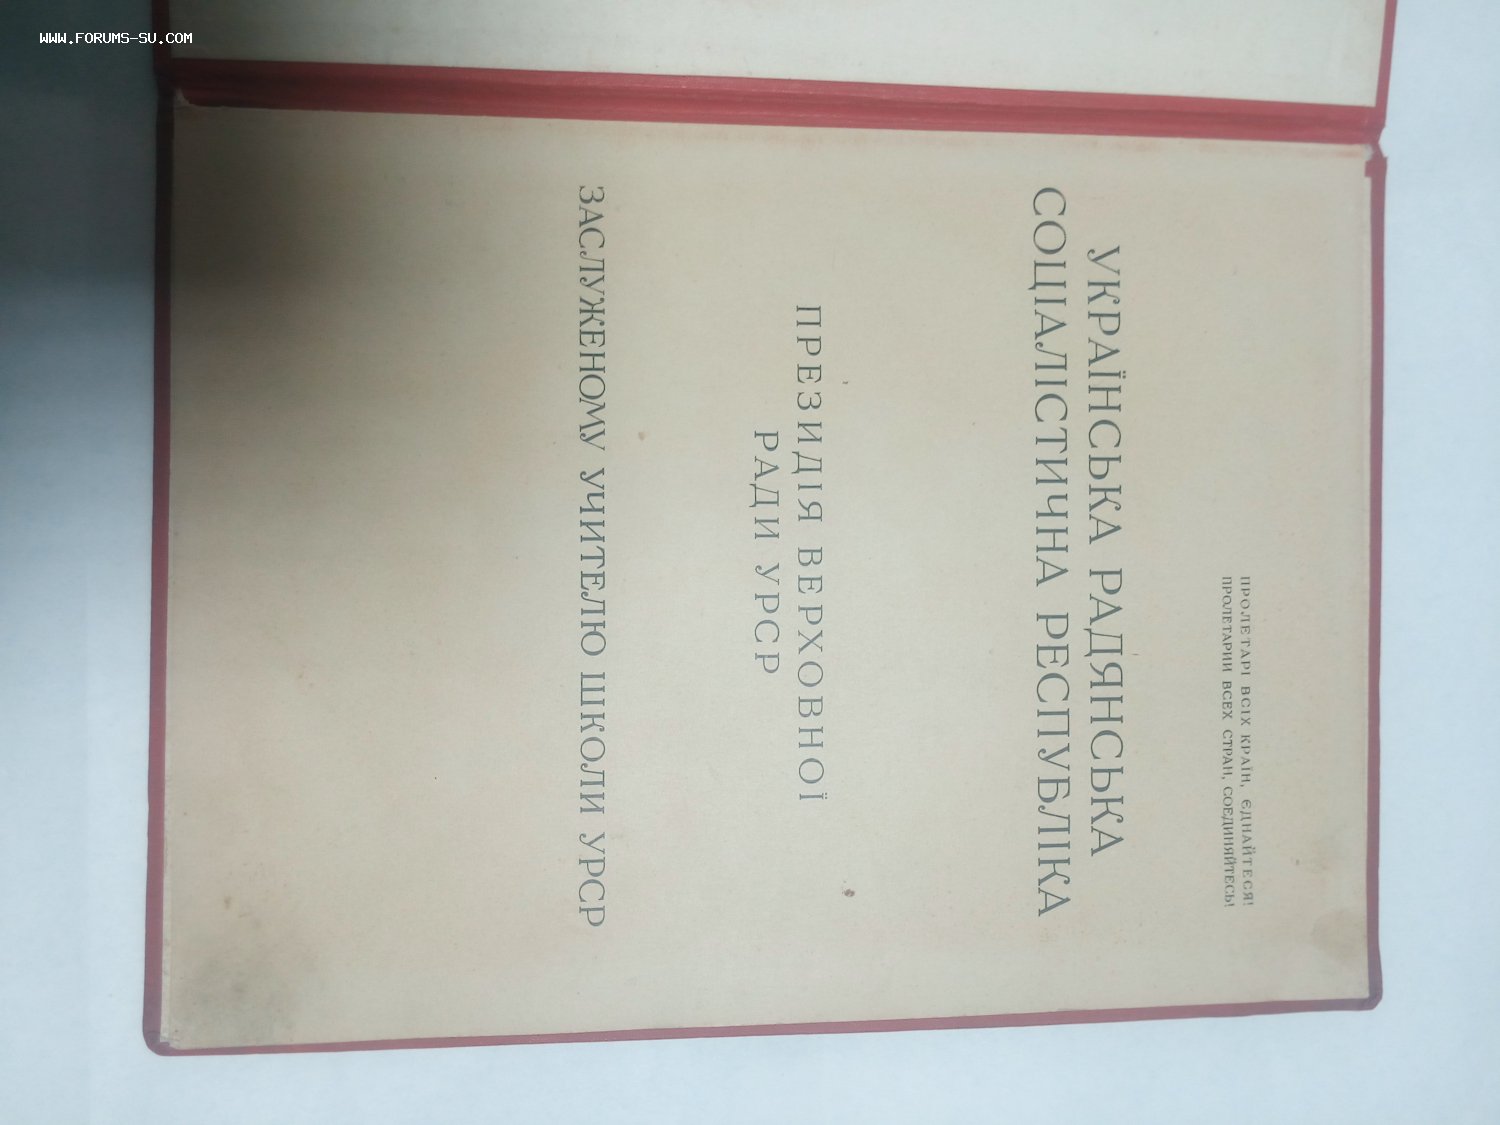 WWW.FORUMS-SU.COM
ПРОЛЕТАРІ ВСІХ КРАЇН, ЄДНАЙТЕСЯ!
ПРОЛЕТАРИИ ВСЕХ СТРАН, СОЕДИНЯЙТЕСЬ!
УКРАЇНСЬКА РАДЯНСЬКА
СОЦІАЛІСТИЧНА РЕСПУБЛІКА
ПРЕЗИДІЯ ВЕРХОВНОЇ
РАДИ УРСР
ЗАСЛУЖЕНОМУ УЧИТЕЛЮ ШКОЛИ УРСР